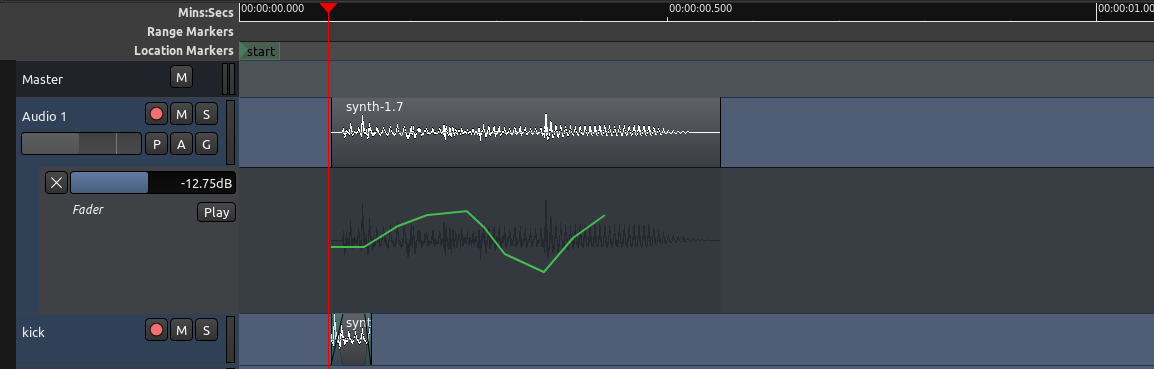 Mins:Secs 00:00:00.000 00:00:00.500 00:00:01.00
Range Markers
Location Markers start
Master M
Audio 1 M S
synth-1.7
P A G
-12.75dB
Fader Play
kick M S
synt